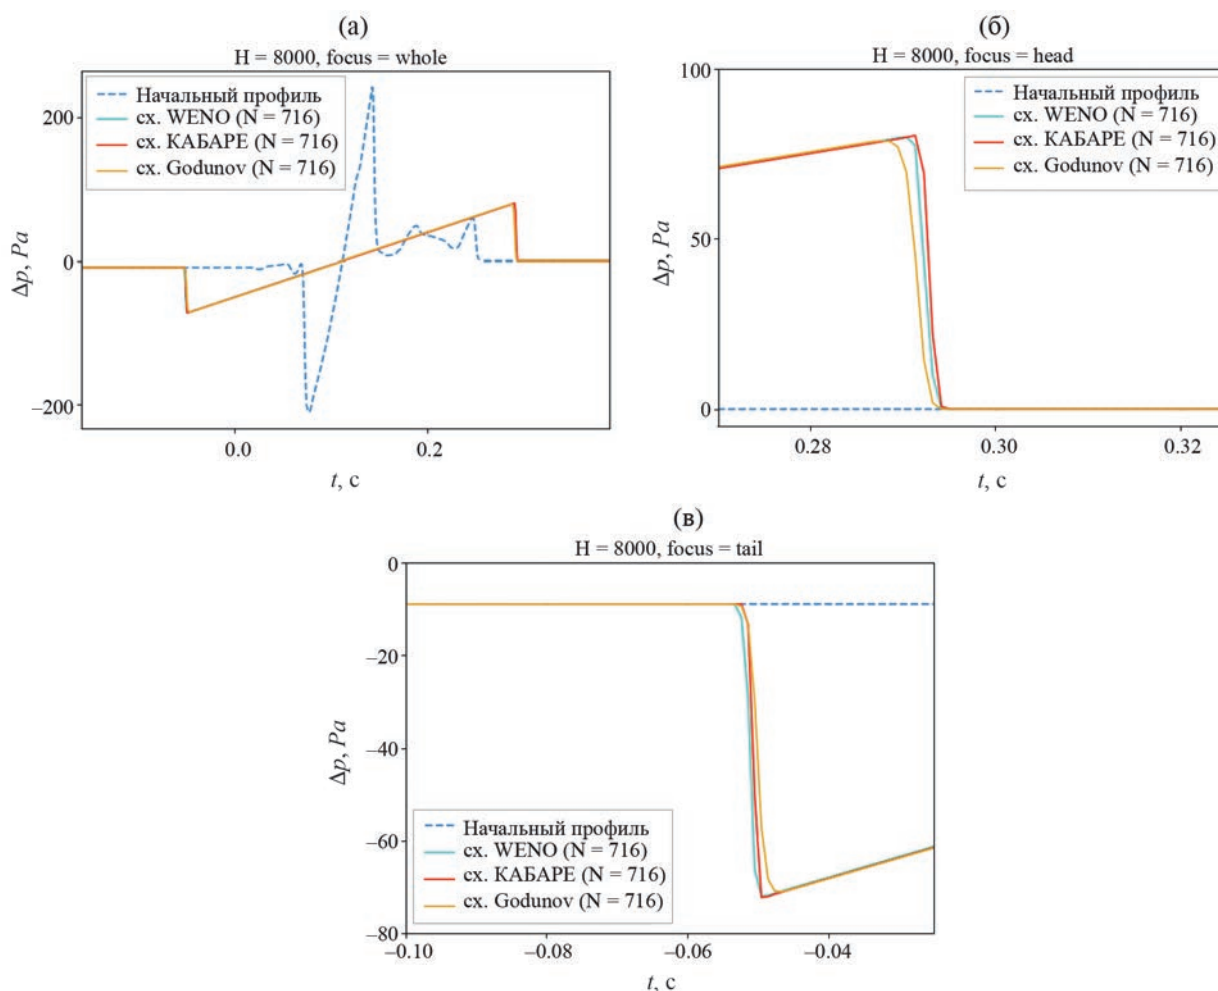 (а)
H = 8000, focus = whole
Начальный профиль
сх. WENO (N = 716)
сх. КАБАРЕ (N = 716)
сх. Godunov (N = 716)
200
0
–200
Δp, Pa
0.0
0.2
t, с
(б)
H = 8000, focus = head
Начальный профиль
сх. WENO (N = 716)
сх. КАБАРЕ (N = 716)
сх. Godunov (N = 716)
100
50
0
Δp, Pa
0.28
0.30
0.32
t, с
(в)
H = 8000, focus = tail
0
–20
–40
–60
–80
Δp, Pa
Начальный профиль
сх. WENO (N = 716)
сх. КАБАРЕ (N = 716)
сх. Godunov (N = 716)
–0.10
–0.08
–0.06
–0.04
t, с